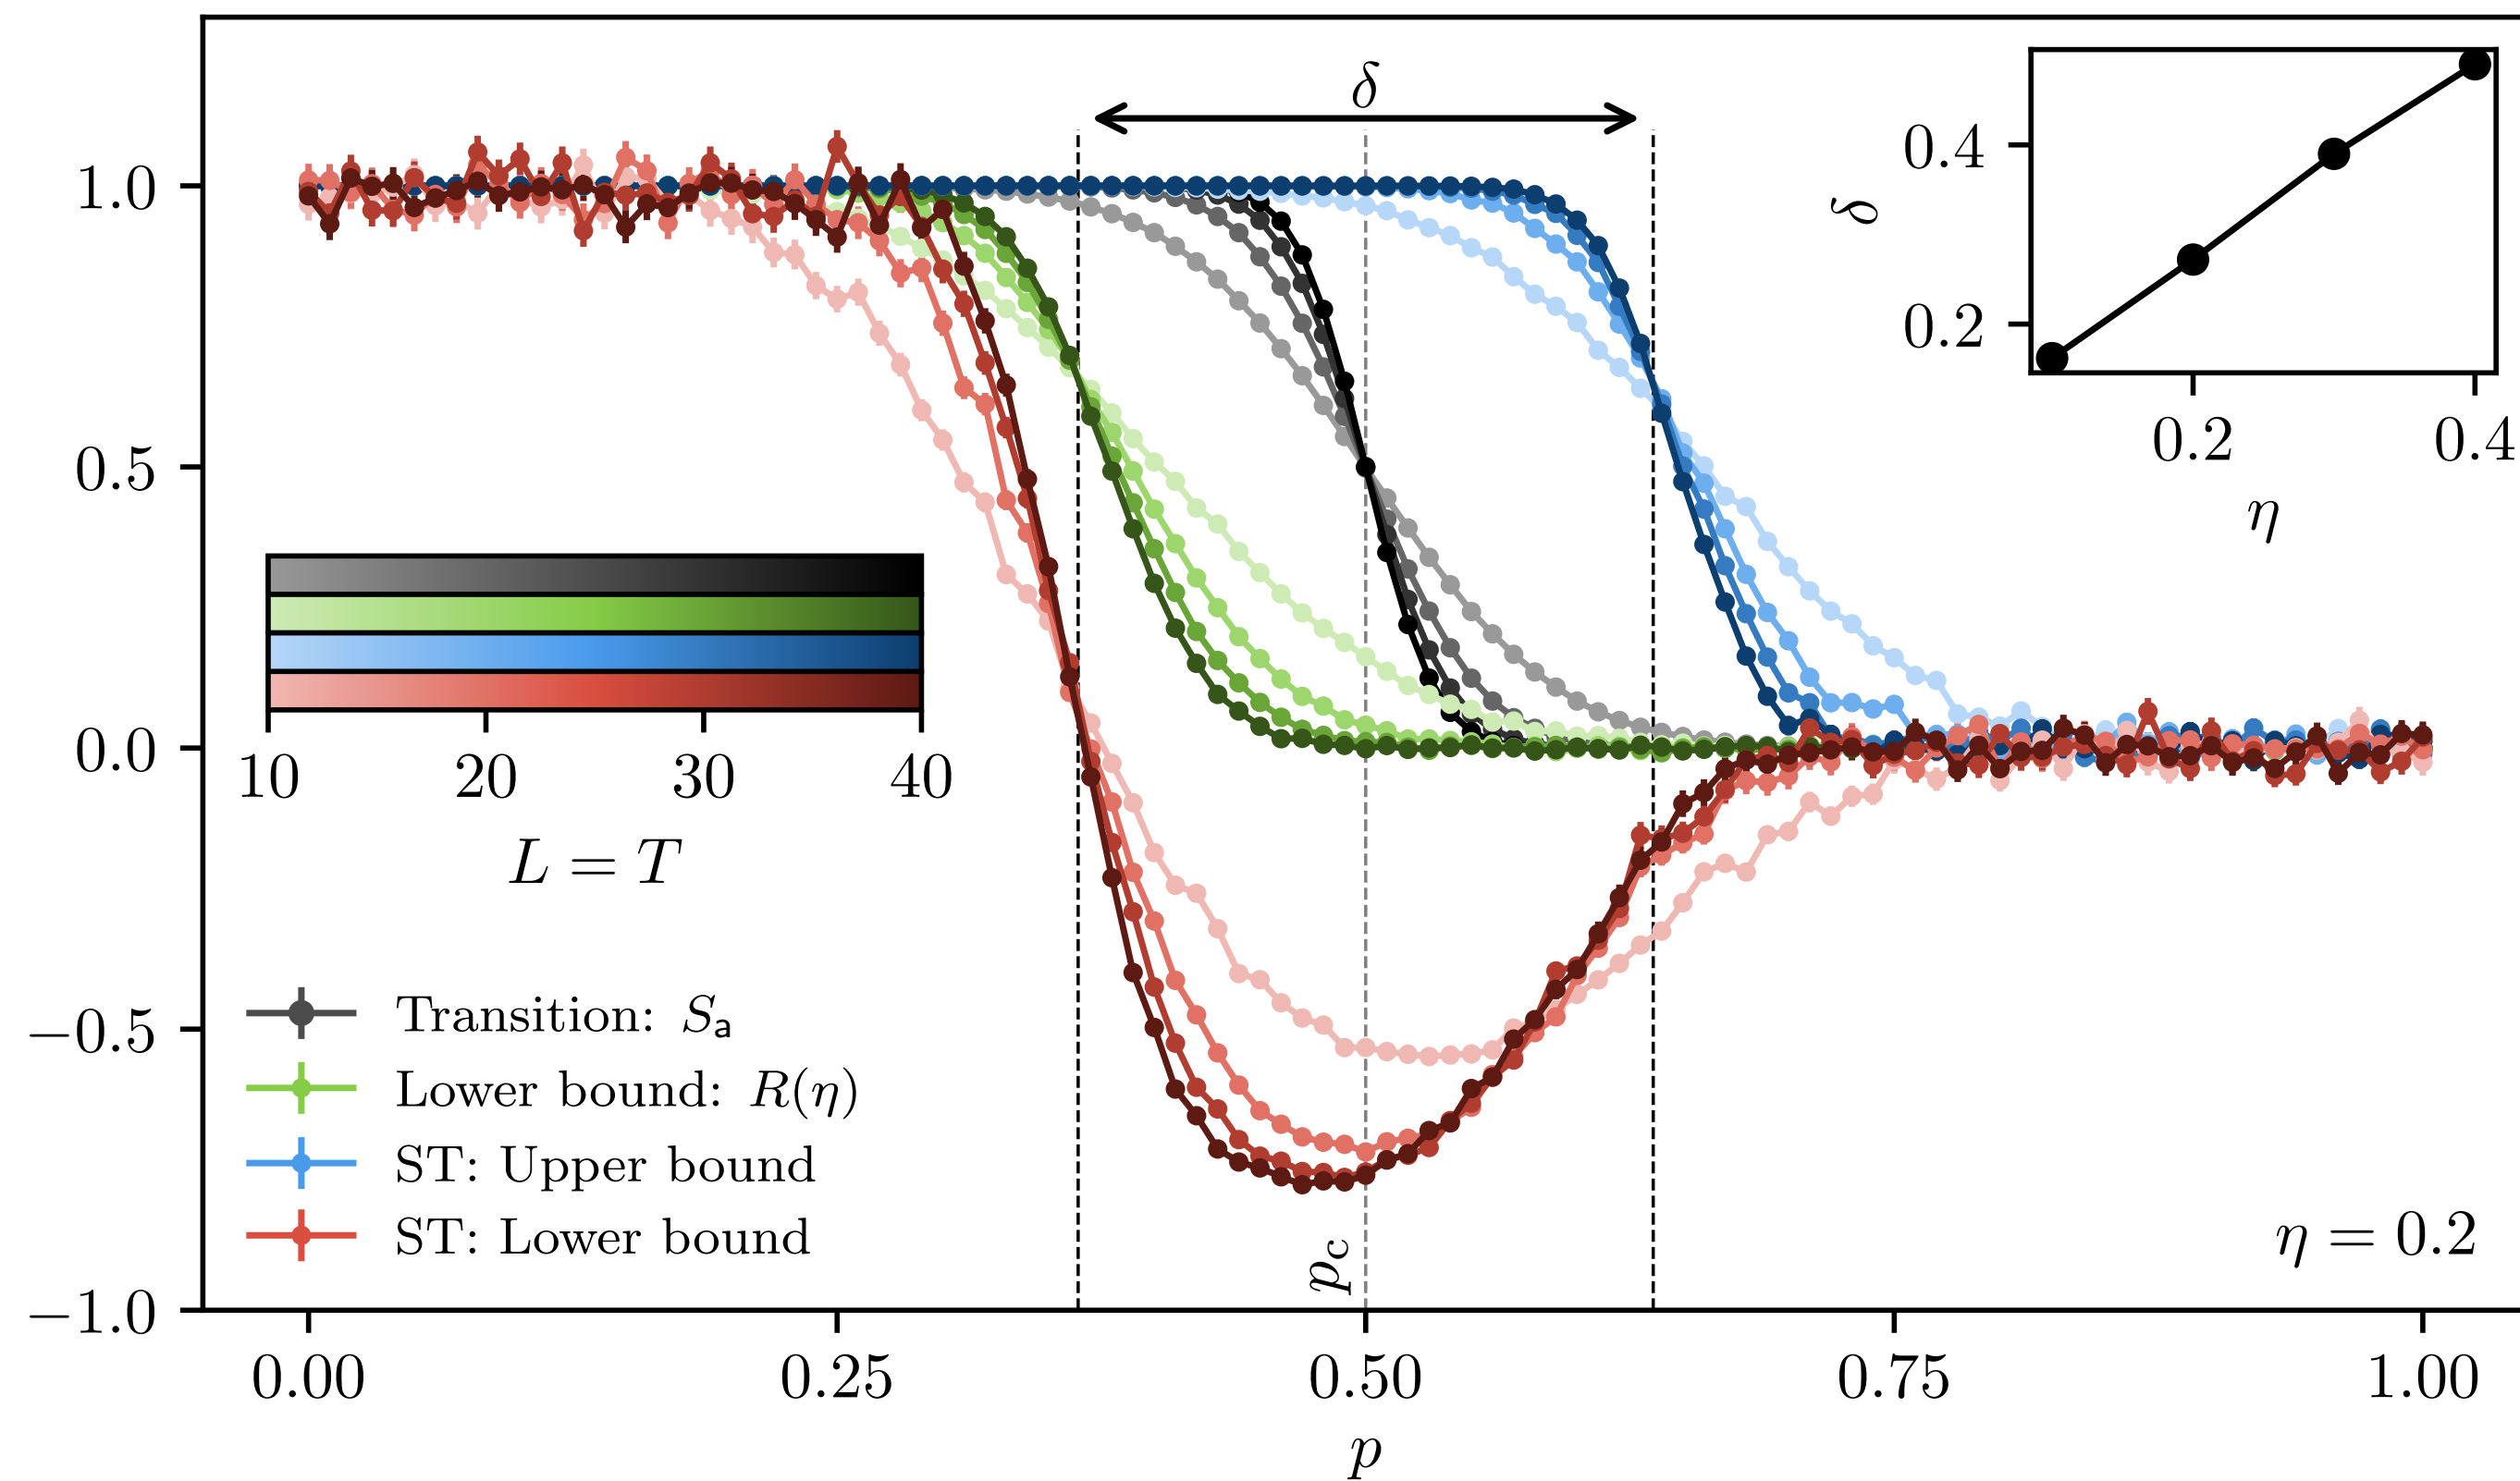 δ
1.0
0.5
0.0
−0.5
−1.0
δ
0.4
0.2
0.2 0.4
η
10 20 30 40
L = T
Transition: Sₐ
Lower bound: R(η)
ST: Upper bound
ST: Lower bound
p_c
η = 0.2
0.00 0.25 0.50 0.75 1.00
p